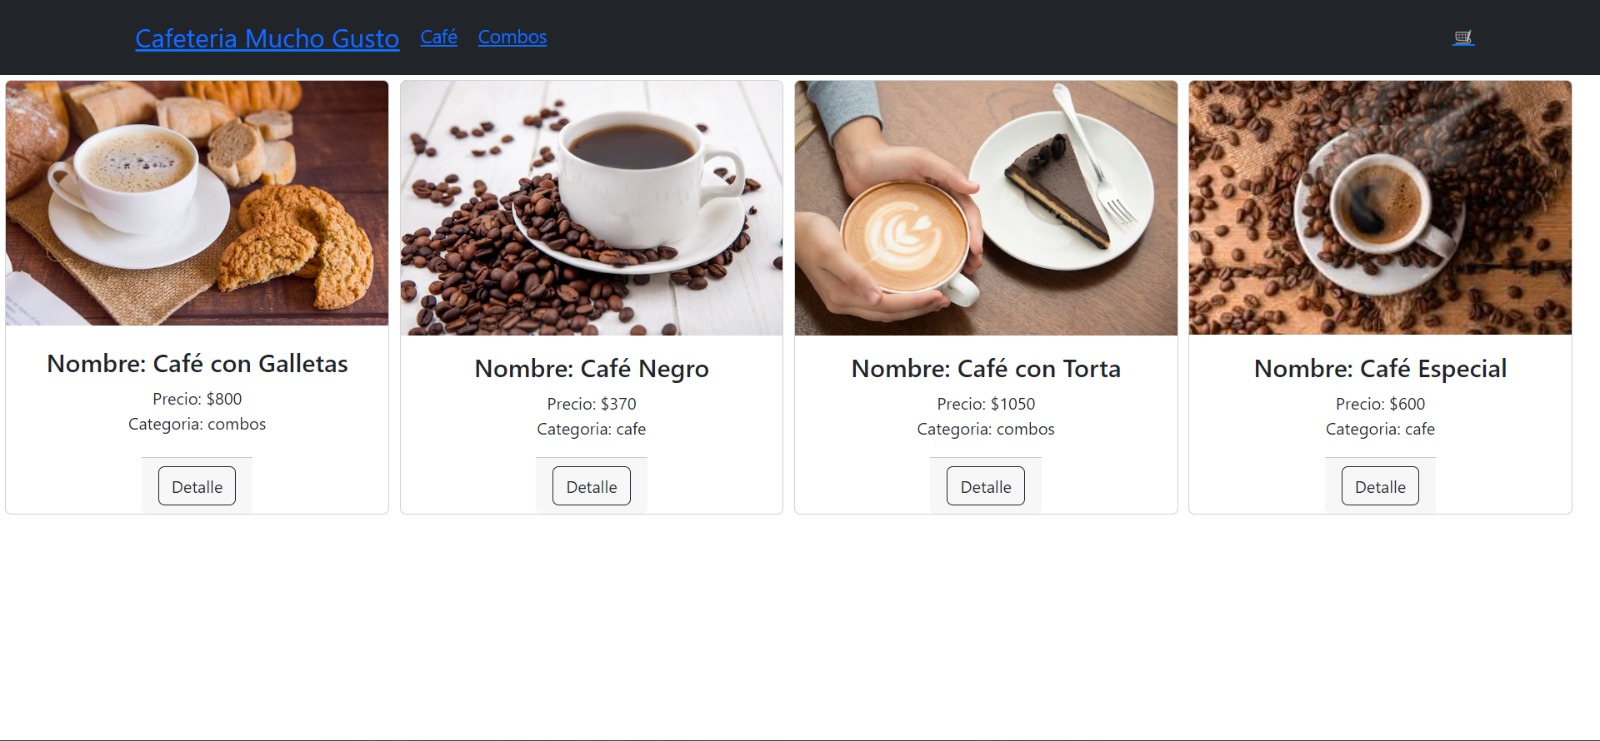 Cafeteria Mucho Gusto Café Combos
Nombre: Café con Galletas
Precio: $800
Categoria: combos
Detalle
Nombre: Café Negro
Precio: $370
Categoria: cafe
Detalle
Nombre: Café con Torta
Precio: $1050
Categoria: combos
Detalle
Nombre: Café Especial
Precio: $600
Categoria: cafe
Detalle